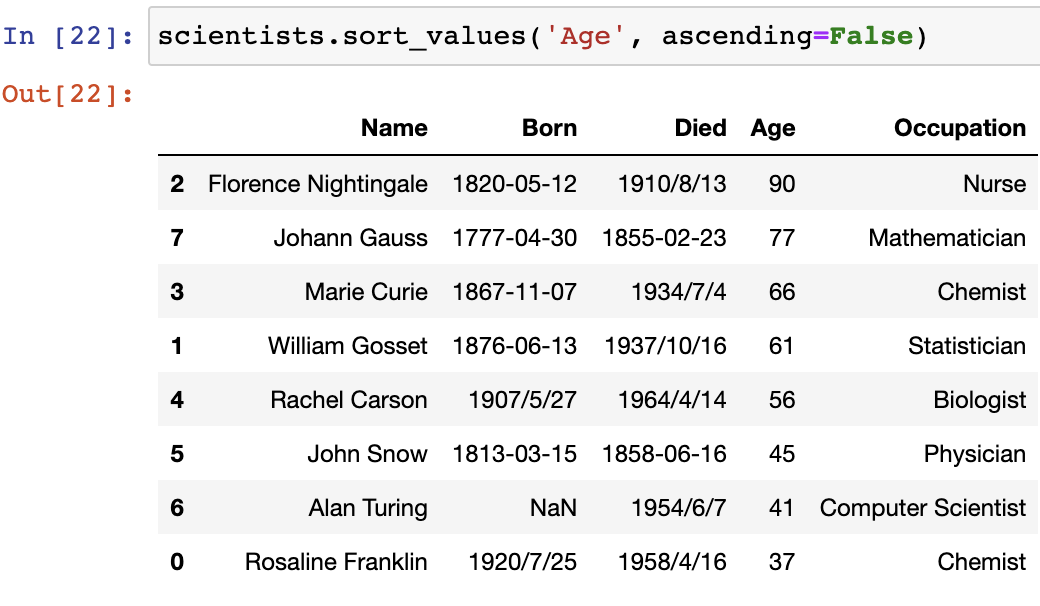 In [22]: scientists.sort_values('Age', ascending=False)
Out[22]:
Name Born Died Age Occupation
2 Florence Nightingale 1820-05-12 1910/8/13 90 Nurse
7 Johann Gauss 1777-04-30 1855-02-23 77 Mathematician
3 Marie Curie 1867-11-07 1934/7/4 66 Chemist
1 William Gosset 1876-06-13 1937/10/16 61 Statistician
4 Rachel Carson 1907/5/27 1964/4/14 56 Biologist
5 John Snow 1813-03-15 1858-06-16 45 Physician
6 Alan Turing NaN 1954/6/7 41 Computer Scientist
0 Rosaline Franklin 1920/7/25 1958/4/16 37 Chemist